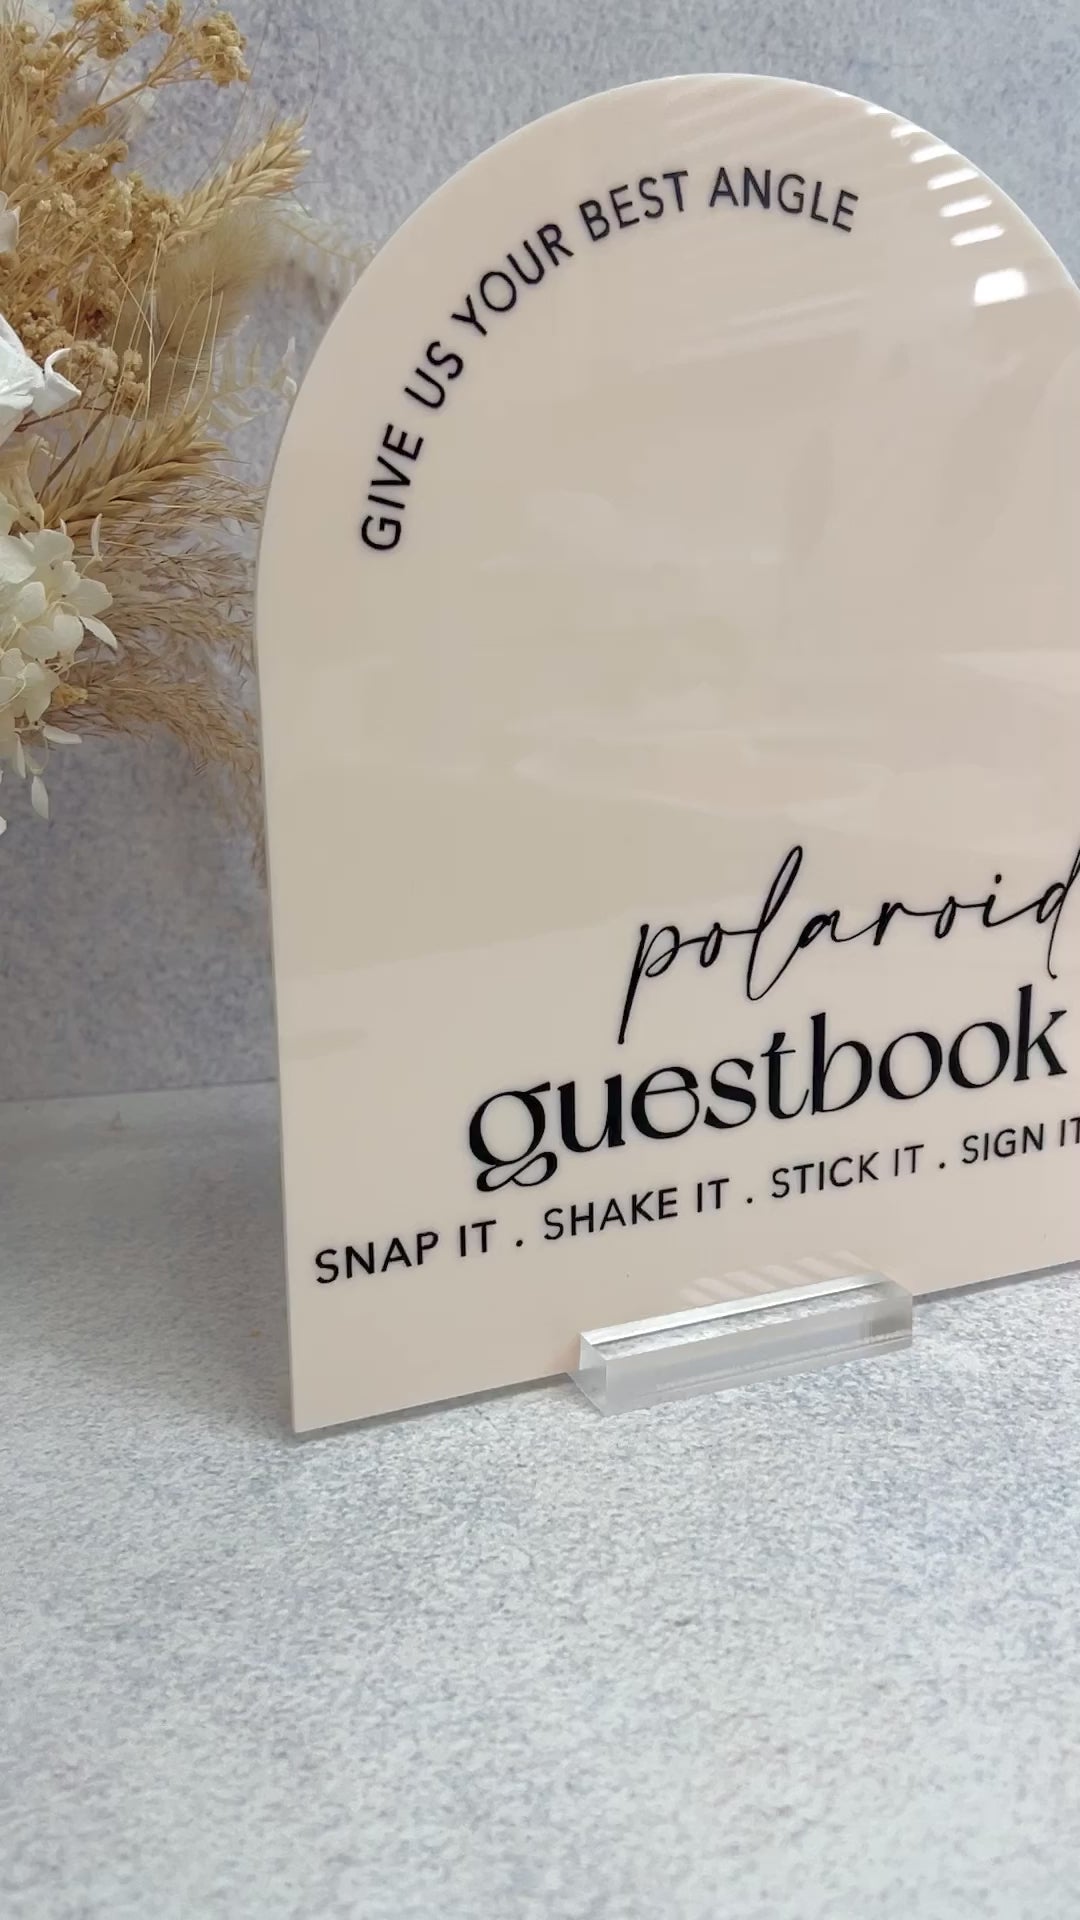 GIVE US YOUR BEST ANGLE
polaroid
guestbook
SNAP IT . SHAKE IT . STICK IT . SIGN IT